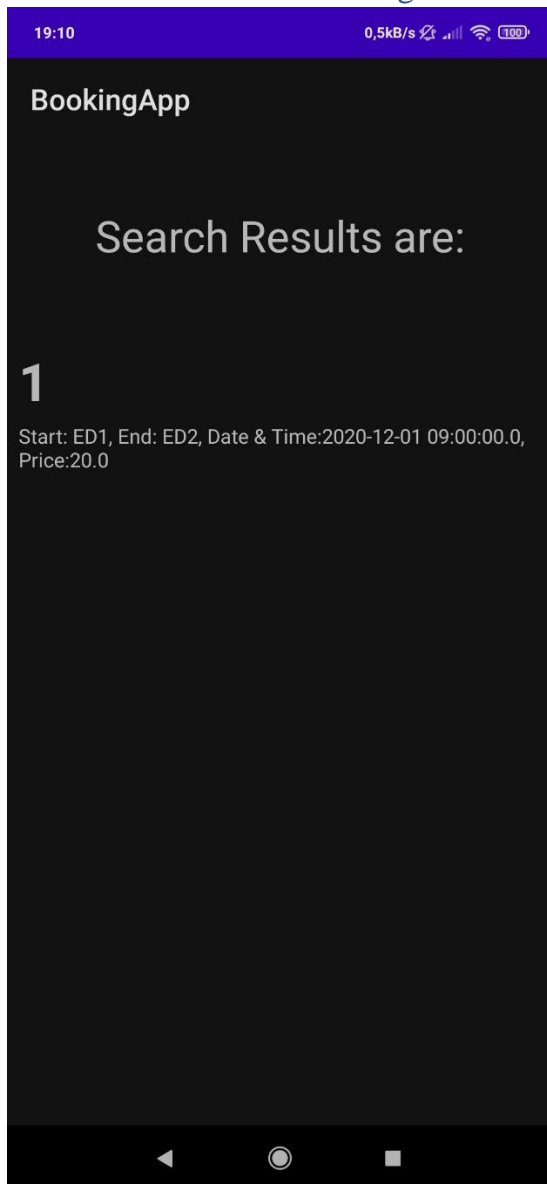 19:10 0,5kB/s 100
BookingApp
Search Results are:
1
Start: ED1, End: ED2, Date & Time:2020-12-01 09:00:00.0,
Price:20.0